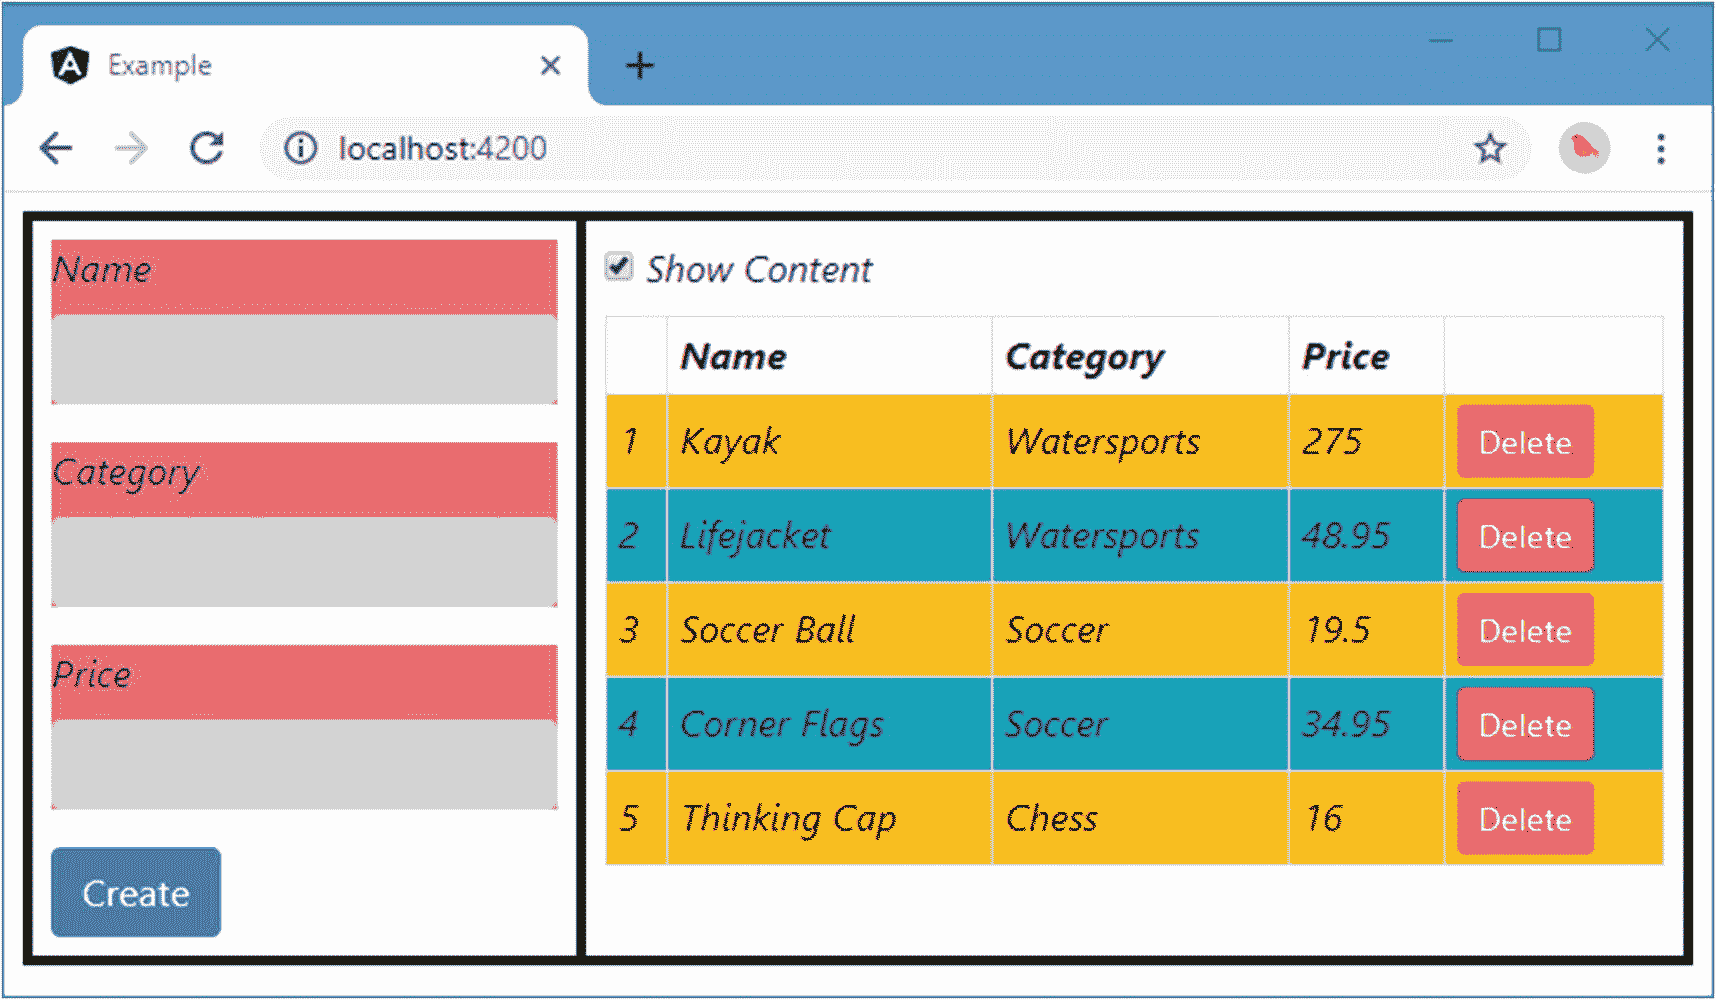 Example
localhost:4200
Name
Category
Price
Create
Show Content
Name Category Price
1 Kayak Watersports 275 Delete
2 Lifejacket Watersports 48.95 Delete
3 Soccer Ball Soccer 19.5 Delete
4 Corner Flags Soccer 34.95 Delete
5 Thinking Cap Chess 16 Delete